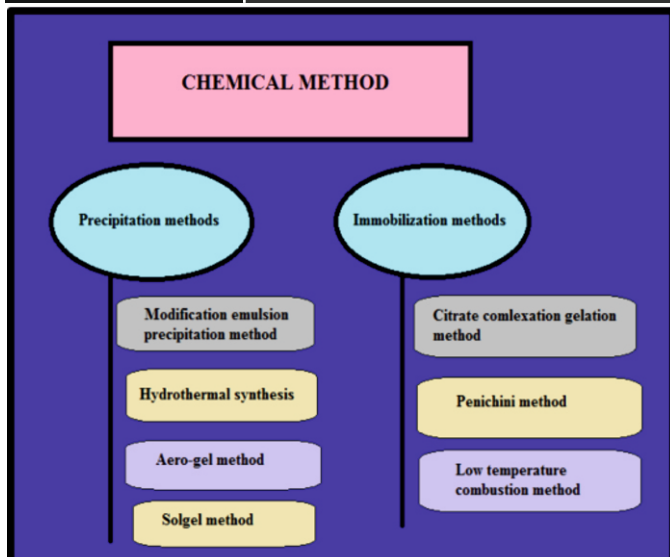 CHEMICAL METHOD
Precipitation methods
Modification emulsion
precipitation method
Hydrothermal synthesis
Aero-gel method
Solgel method
Immobilization methods
Citrate comlexation gelation
method
Penichini method
Low temperature
combustion method